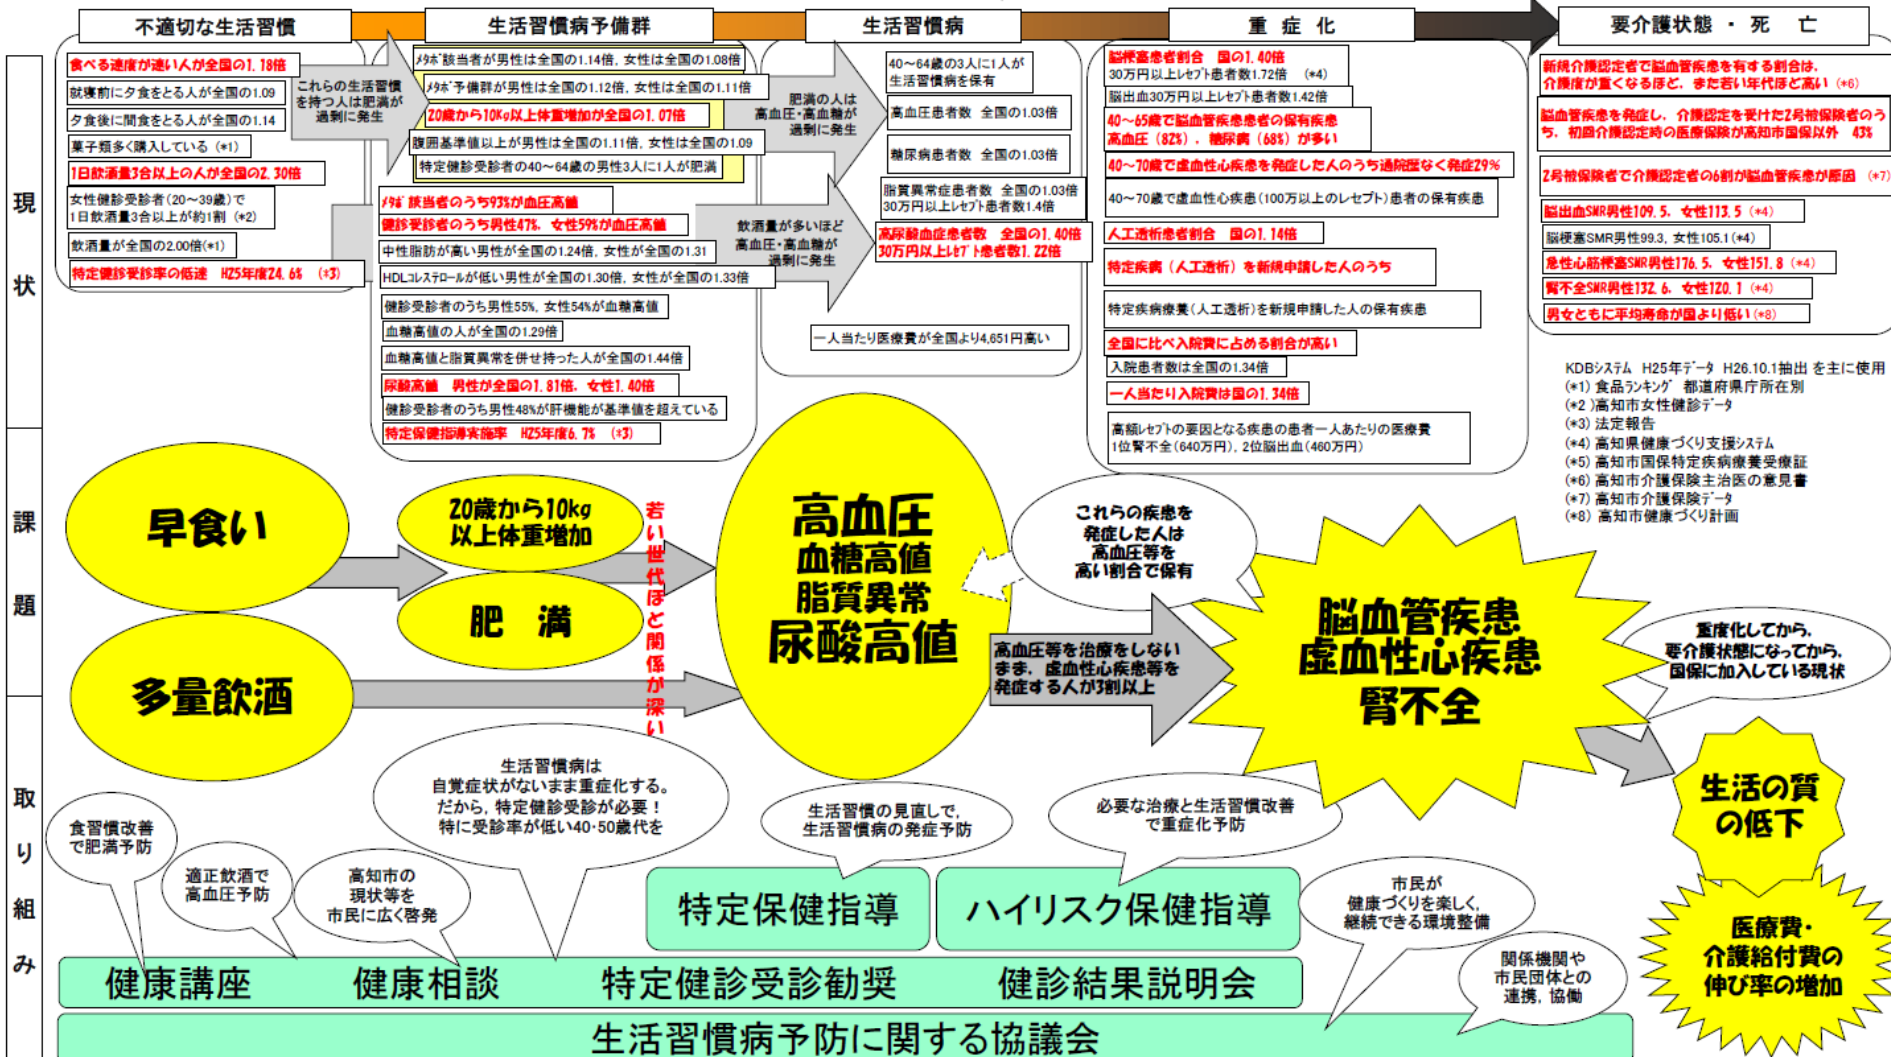 不適切な生活習慣
生活習慣病予備群
生活習慣病
重症化
要介護状態・死亡
現状
食べる速度が速い人が全国の1.18倍
就寝前に夕食をとる人が全国の1.09
夕食後に間食をとる人が全国の1.14
菓子類多く購入している（*1）
1日飲酒量3合以上の人が全国の2.30倍
女性健診受診者（20～39歳）で
1日飲酒量3合以上が約1割（*2）
飲酒量が全国の2.00倍(*1)
特定健診受診率の低迷　H25年度24.6%　(*3)
これらの生活習慣
を持つ人は肥満が
過剰に発生
ﾒﾀﾎﾞ該当者が男性は全国の1.14倍, 女性は全国の1.08倍
ﾒﾀﾎﾞ予備群が男性は全国の1.12倍, 女性は全国の1.11倍
20歳から10Kg以上体重増加が全国の1.07倍
腹囲基準値以上が男性は全国の1.11倍, 女性は全国の1.09
特定健診受診者の40～64歳の男性3人に1人が肥満
ﾒﾀﾎﾞ該当者のうち93%が血圧高値
健診受診者のうち男性47%, 女性59%が血圧高値
中性脂肪が高い男性が全国の1.24倍, 女性が全国の1.31
HDLｺﾚｽﾃﾛｰﾙが低い男性が全国の1.30倍, 女性が全国の1.33倍
健診受診者のうち男性55%, 女性54%が血糖高値
血糖高値の人が全国の1.29倍
血糖高値と脂質異常を併せ持った人が全国の1.44倍
尿酸高値　男性が全国の1.81倍, 女性1.40倍
健診受診者のうち男性48%が肝機能が基準値を超えている
特定保健指導実施率　H25年度6.7%　(*3)
肥満の人は
高血圧・高血糖が
過剰に発生
飲酒量が多いほど
高血圧・高血糖が
過剰に発生
40～64歳の3人に1人が
生活習慣病を保有
高血圧患者数　全国の1.03倍
糖尿病患者数　全国の1.03倍
脂質異常症患者数　全国の1.03倍
30万円以上ﾚｾﾌﾟﾄ患者数1.4倍
高尿酸血症患者数　全国の1.40倍
30万円以上ﾚｾﾌﾟﾄ患者数1.22倍
一人当たり医療費が全国より4,651円高い
脳梗塞患者割合　国の1.40倍
30万円以上ﾚｾﾌﾟﾄ患者数1.72倍　(*4)
脳出血30万円以上ﾚｾﾌﾟﾄ患者数1.42倍
40～65歳で脳血管疾患患者の保有疾患
高血圧（82%）, 糖尿病（68%）が多い
40～70歳で虚血性心疾患を発症した人のうち通院歴なく発症29%
40～70歳で虚血性心疾患(100万以上のレセプト)患者の保有疾患
人工透析患者割合　国の1.14倍
特定疾病（人工透析）を新規申請した人のうち
特定疾病療養(人工透析)を新規申請した人の保有疾患
全国に比べ入院費に占める割合が高い
入院患者数は全国の1.34倍
一人当たり入院費は国の1.34倍
高額ﾚｾﾌﾟﾄの要因となる疾患の患者一人あたりの医療費
1位腎不全(640万円), 2位脳出血(460万円)
新規介護認定者で脳血管疾患を有する割合は,
介護度が重くなるほど, また若い年代ほど高い（*6）
脳血管疾患を発症し, 介護認定を受けた2号被保険者のう
ち, 初回介護認定時の医療保険が高知市国保以外　43%
2号被保険者で介護認定者の6割が脳血管疾患が原因　(*7)
脳出血SMR男性109.5, 女性113.5（*4）
脳梗塞SMR男性99.3, 女性105.1(*4)
急性心筋梗塞SMR男性176.5, 女性151.8（*4）
腎不全SMR男性132.6, 女性120.1（*4）
男女ともに平均寿命が国より低い(*8)
KDBシステム　H25年データ　H26.10.1抽出 を主に使用
(*1) 食品ランキング　都道府県庁所在別
(*2 )高知市女性健診データ
(*3) 法定報告
(*4) 高知県健康づくり支援システム
(*5) 高知市国保特定疾病療養受療証
(*6) 高知市介護保険主治医の意見書
(*7) 高知市介護保険データ
(*8) 高知市健康づくり計画
課題
早食い
多量飲酒
20歳から10kg
以上体重増加
肥　満
若い世代ほど関係が深い
高血圧
血糖高値
脂質異常
尿酸高値
これらの疾患を
発症した人は
高血圧等を
高い割合で保有
高血圧等を治療をしない
まま, 虚血性心疾患等を
発症する人が3割以上
脳血管疾患
虚血性心疾患
腎不全
重度化してから,
要介護状態になってから,
国保に加入している現状
生活の質
の低下
医療費・
介護給付費の
伸び率の増加
取り組み
食習慣改善
で肥満予防
適正飲酒で
高血圧予防
高知市の
現状等を
市民に広く啓発
生活習慣病は
自覚症状がないまま重症化する。
だから, 特定健診受診が必要！
特に受診率が低い40・50歳代を
生活習慣の見直しで,
生活習慣病の発症予防
必要な治療と生活習慣改善
で重症化予防
市民が
健康づくりを楽しく,
継続できる環境整備
関係機関や
市民団体との
連携, 協働
特定保健指導
ハイリスク保健指導
健康講座
健康相談
特定健診受診勧奨
健診結果説明会
生活習慣病予防に関する協議会